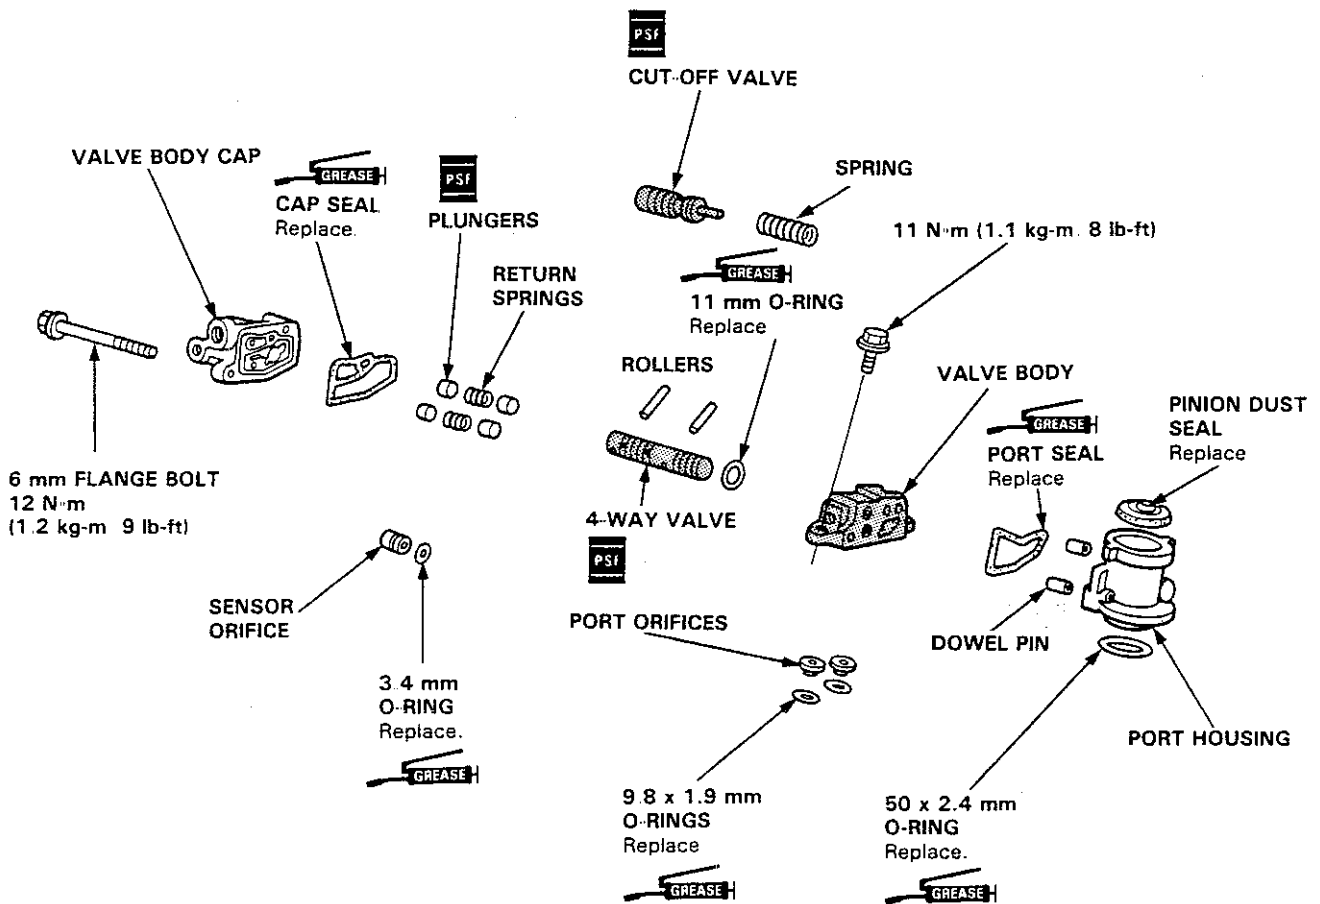 PSF
CUT-OFF VALVE
VALVE BODY CAP
GREASE
CAP SEAL
Replace.
PSF
PLUNGERS
SPRING
11 N·m (1.1 kg-m. 8 lb-ft)
RETURN
SPRINGS
GREASE
11 mm O-RING
Replace
ROLLERS
VALVE BODY
GREASE
PORT SEAL
Replace
PINION DUST
SEAL
Replace
6 mm FLANGE BOLT
12 N·m
(1.2 kg-m 9 lb-ft)
4-WAY VALVE
PSF
SENSOR
ORIFICE
PORT ORIFICES
DOWEL PIN
3.4 mm
O-RING
Replace.
GREASE
PORT HOUSING
9.8 x 1.9 mm
O-RINGS
Replace
GREASE
50 x 2.4 mm
O-RING
Replace.
GREASE